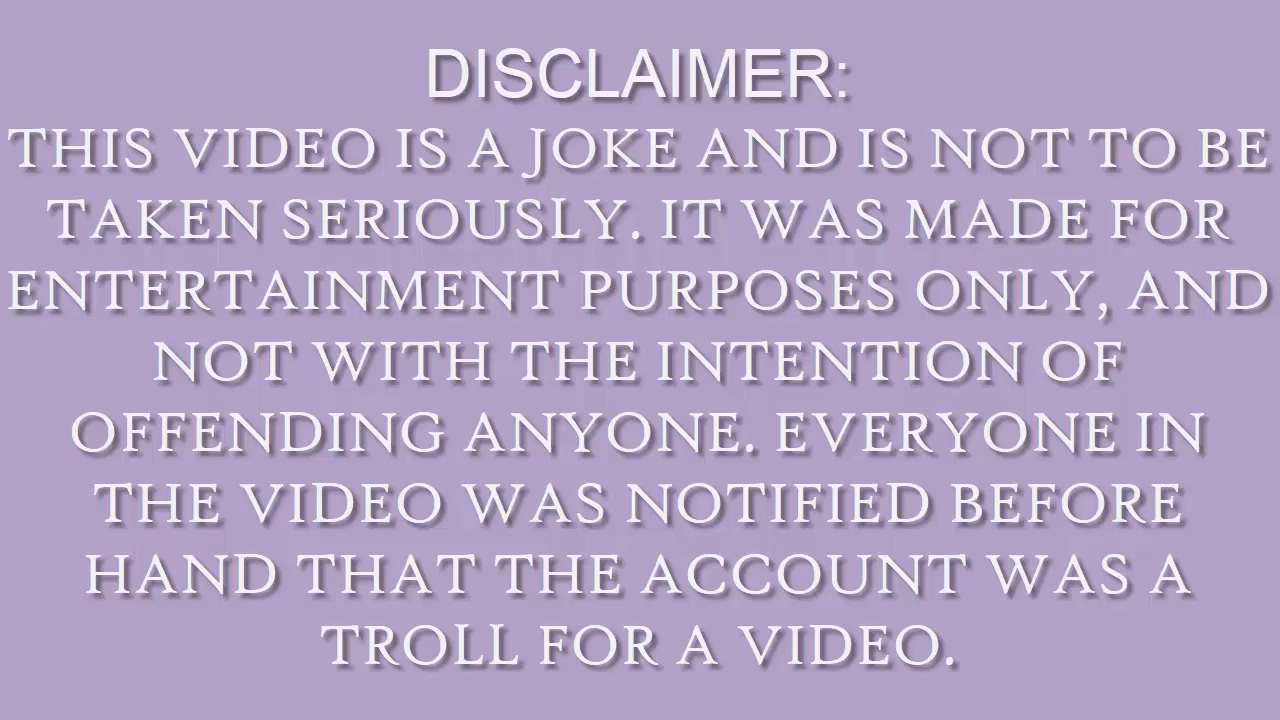 DISCLAIMER:
THIS VIDEO IS A JOKE AND IS NOT TO BE
TAKEN SERIOUSLY. IT WAS MADE FOR
ENTERTAINMENT PURPOSES ONLY, AND
NOT WITH THE INTENTION OF
OFFENDING ANYONE. EVERYONE IN
THE VIDEO WAS NOTIFIED BEFORE
HAND THAT THE ACCOUNT WAS A
TROLL FOR A VIDEO.